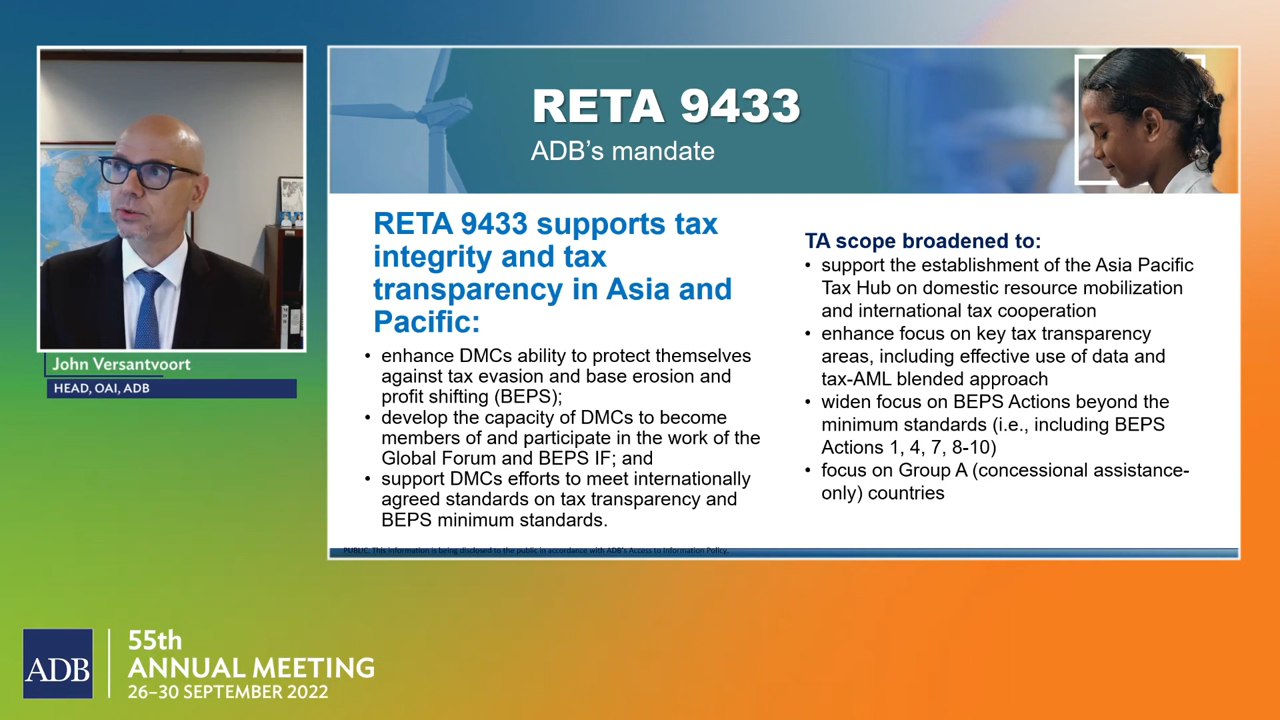 RETA 9433
ADB's mandate
RETA 9433 supports tax
integrity and tax
transparency in Asia and
Pacific:
• enhance DMCs ability to protect themselves
against tax evasion and base erosion and
profit shifting (BEPS);
• develop the capacity of DMCs to become
members of and participate in the work of the
Global Forum and BEPS IF; and
• support DMCs efforts to meet internationally
agreed standards on tax transparency and
BEPS minimum standards.
TA scope broadened to:
• support the establishment of the Asia Pacific
Tax Hub on domestic resource mobilization
and international tax cooperation
• enhance focus on key tax transparency
areas, including effective use of data and
tax-AML blended approach
• widen focus on BEPS Actions beyond the
minimum standards (i.e., including BEPS
Actions 1, 4, 7, 8-10)
• focus on Group A (concessional assistance-
only) countries
PUBLIC. This information is being disclosed to the public in accordance with ADB's Access to Information Policy.
John Versantvoort
HEAD, OAI, ADB
ADB
55th
ANNUAL MEETING
26–30 SEPTEMBER 2022